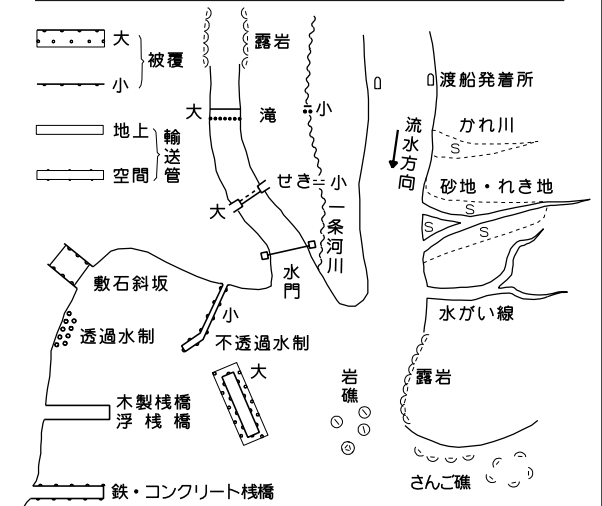 大
被覆
小
地上
輸送管
空間
露岩
大
滝
小
せき
小
大
一条河川
水門
渡船発着所
流水方向
かれ川
S
砂地・れき地
S
S
S
水がい線
敷石斜坂
透過水制
小
不透過水制
大
木製桟橋
浮桟橋
鉄・コンクリート桟橋
岩礁
露岩
さんご礁